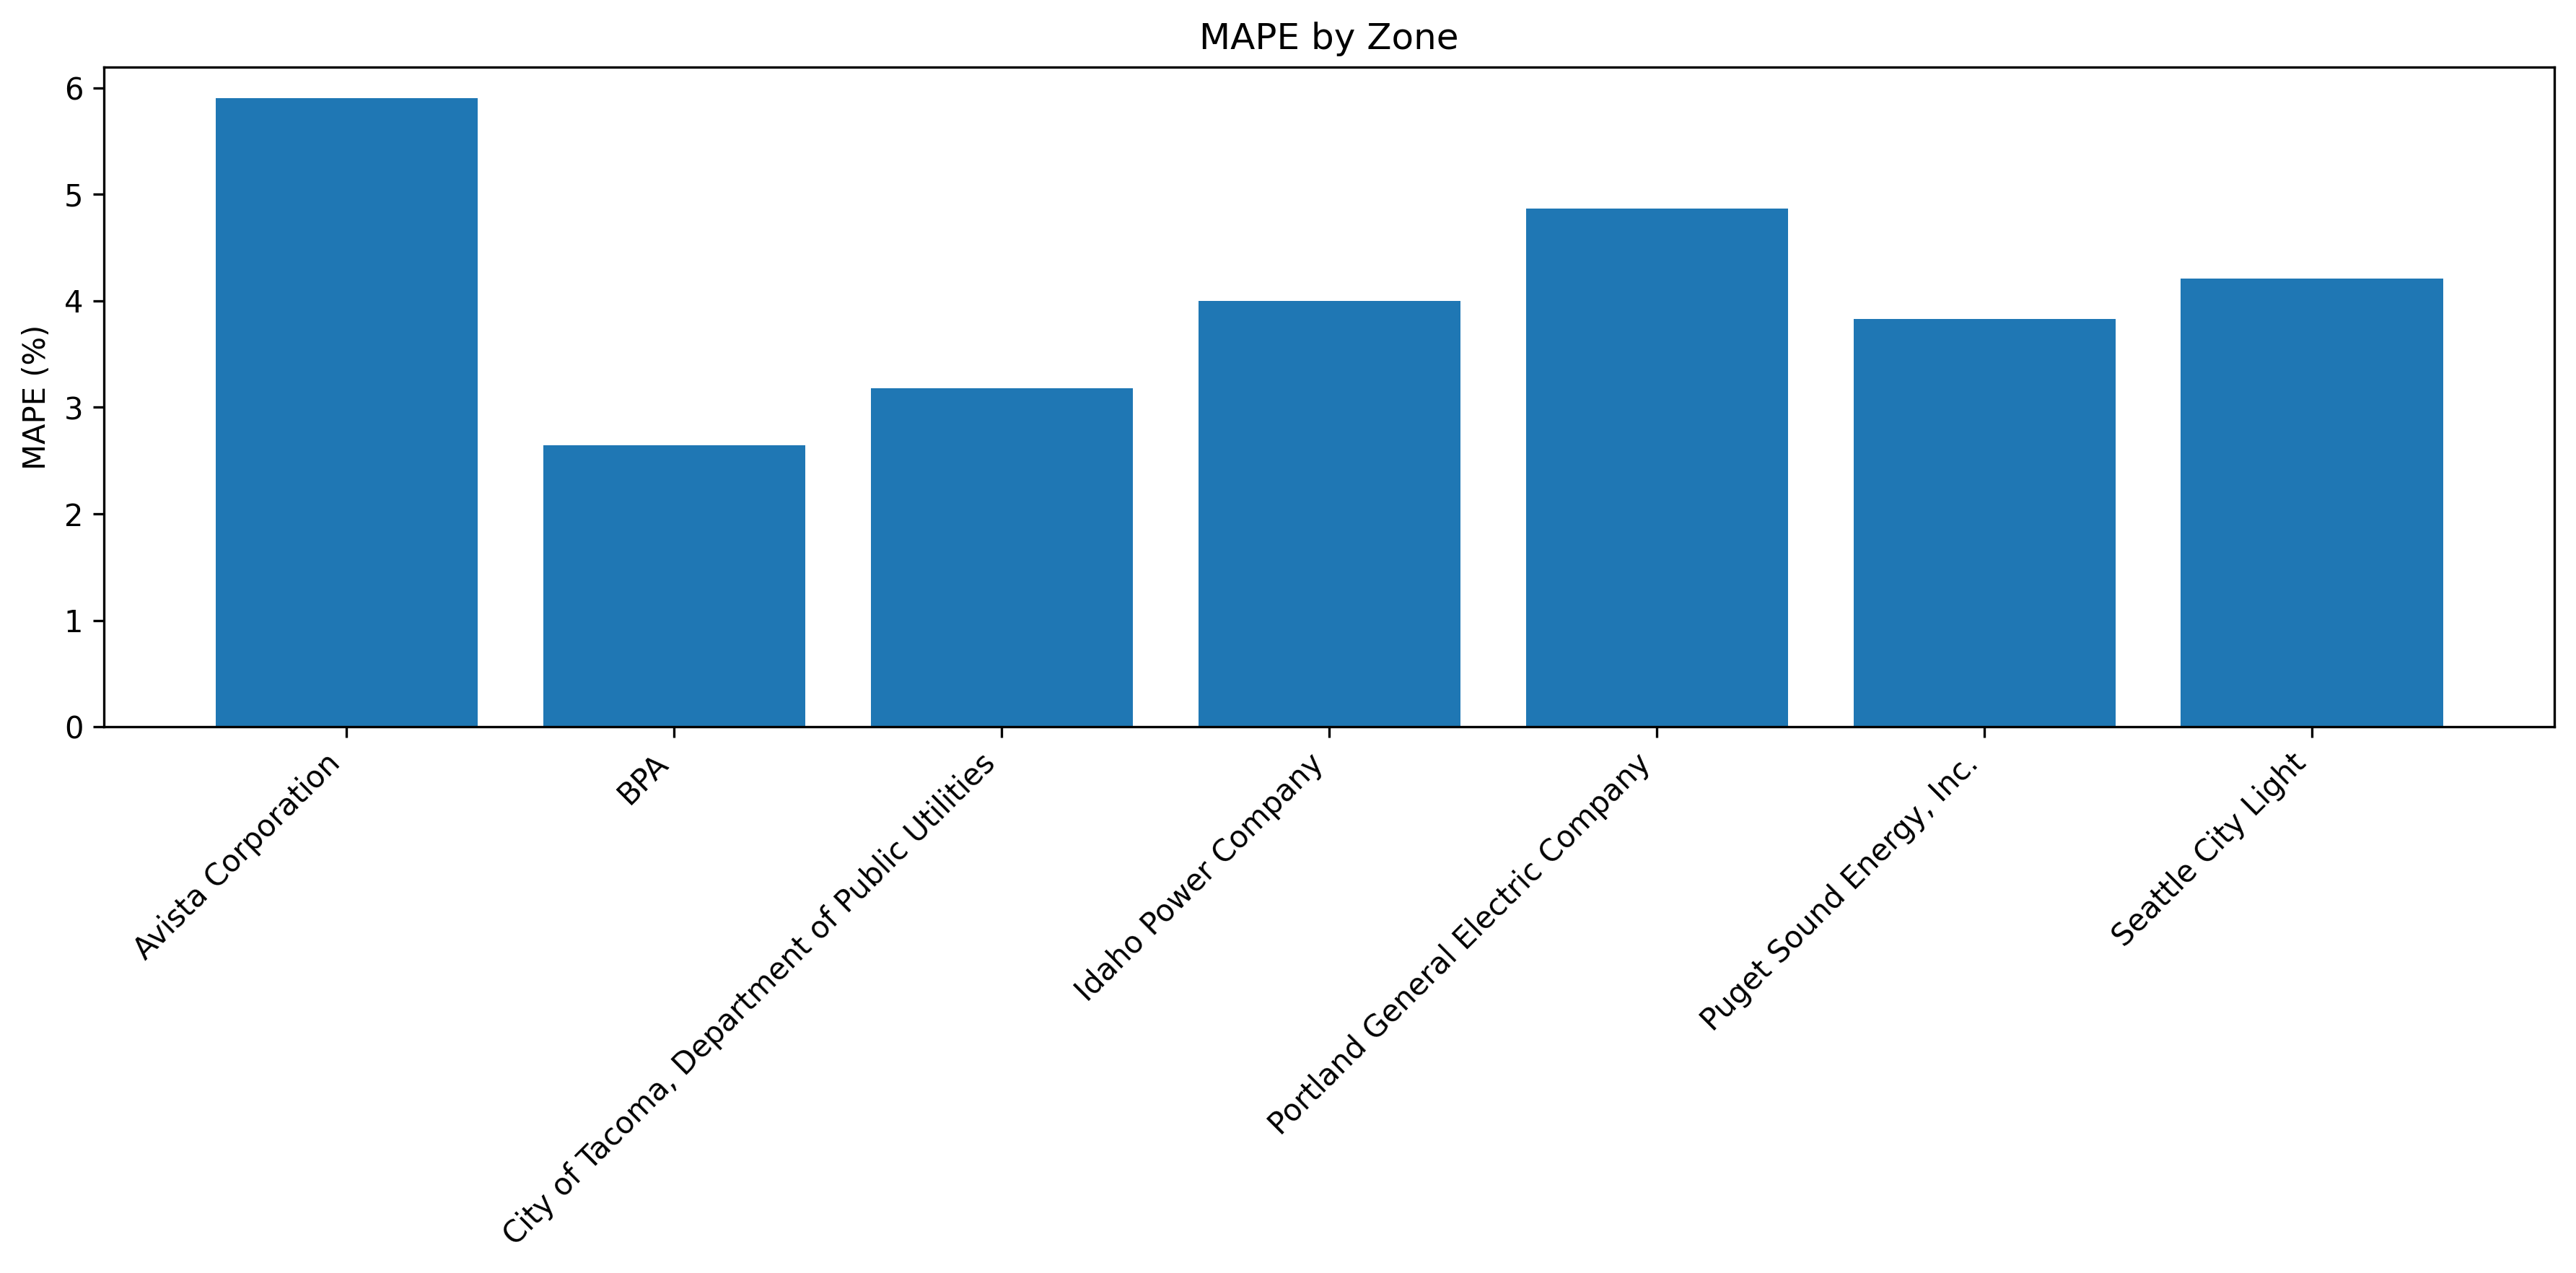 MAPE by Zone
MAPE (%)
6
5
4
3
2
1
0
Avista Corporation
BPA
City of Tacoma, Department of Public Utilities
Idaho Power Company
Portland General Electric Company
Puget Sound Energy, Inc.
Seattle City Light